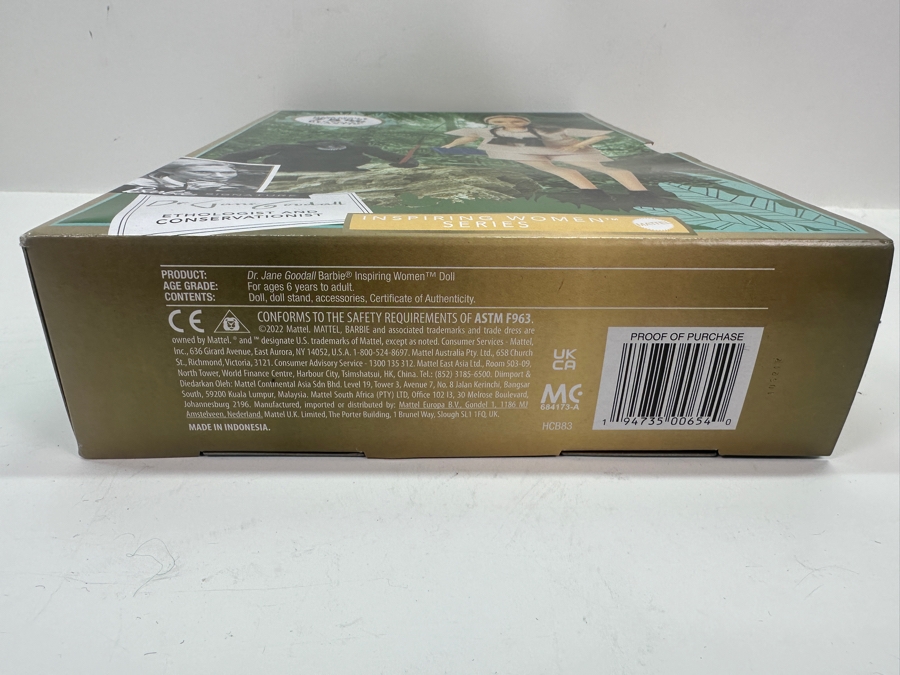 Dr. Jane Goodall
ETHOLOGIST AND
CONSERVATIONIST
INSPIRING WOMEN™
SERIES
PRODUCT: Dr. Jane Goodall Barbie® Inspiring Women™ Doll
AGE GRADE: For ages 6 years to adult.
CONTENTS: Doll, doll stand, accessories, Certificate of Authenticity.
CE
CONFORMS TO THE SAFETY REQUIREMENTS OF ASTM F963.
©2022 Mattel. MATTEL, BARBIE and associated trademarks and trade dress are
owned by Mattel. ® and ™ designate U.S. trademarks of Mattel, except as noted. Consumer Services - Mattel,
Inc., 636 Girard Avenue, East Aurora, NY 14052, U.S.A. 1-800-524-8697. Mattel Australia Pty. Ltd., 658 Church
St., Richmond, Victoria, 3121. Consumer Advisory Service - 1300 135 312. Mattel East Asia Ltd., Room 503-09,
North Tower, World Finance Centre, Harbour City, Tsimshatsui, HK, China. Tel.: (852) 3185-6500. Diimport &
Diedarkan Oleh: Mattel Continental Asia Sdn Bhd. Level 19, Tower 3, Avenue 7, No. 8 Jalan Kerinchi, Bangsar
South, 59200 Kuala Lumpur, Malaysia. Mattel South Africa (PTY) LTD, Office 102 I3, 30 Melrose Boulevard,
Johannesburg 2196. Manufactured, imported or distributed by: Mattel Europa B.V., Gondel 1, 1186 MJ
Amstelveen, Nederland. Mattel U.K. Limited, The Porter Building, 1 Brunel Way, Slough SL1 1FQ, UK.
MADE IN INDONESIA.
UK
CA
MC
684173-A
HCB83
PROOF OF PURCHASE
1 94735 00654 0